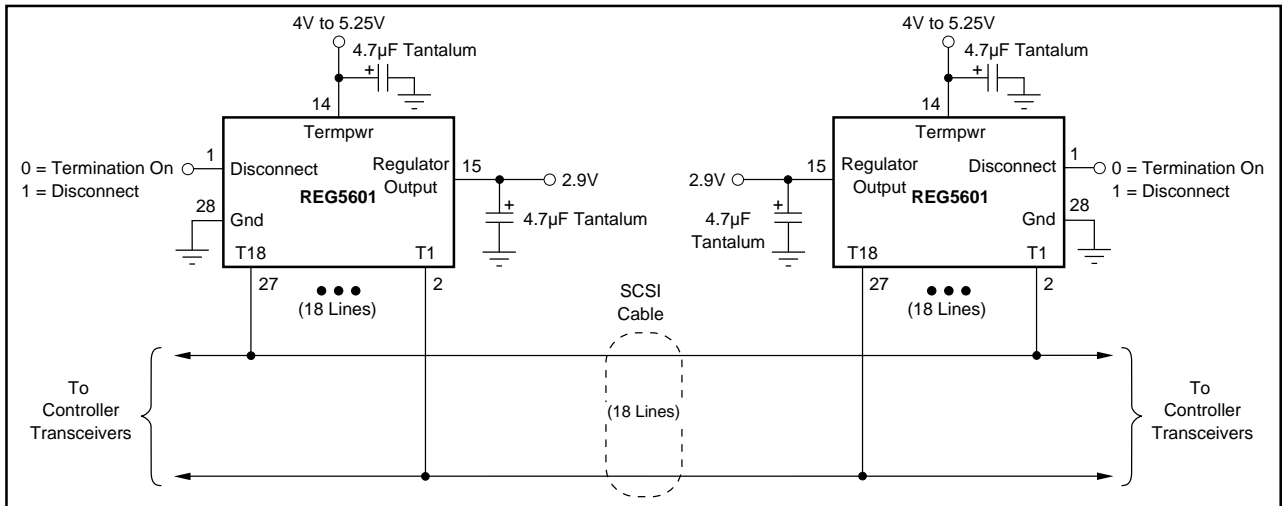 4V to 5.25V
4.7µF Tantalum
+
14
Termpwr
1
0 = Termination On
1 = Disconnect
Disconnect
Regulator
Output
15
2.9V
REG5601
28
Gnd
+
4.7µF Tantalum
T18
T1
27
2
(18 Lines)
4V to 5.25V
4.7µF Tantalum
+
14
Termpwr
15
2.9V
Regulator
Output
Disconnect
1
0 = Termination On
1 = Disconnect
REG5601
28
Gnd
+
4.7µF
Tantalum
T18
T1
27
2
(18 Lines)
SCSI
Cable
(18 Lines)
To
Controller
Transceivers
To
Controller
Transceivers